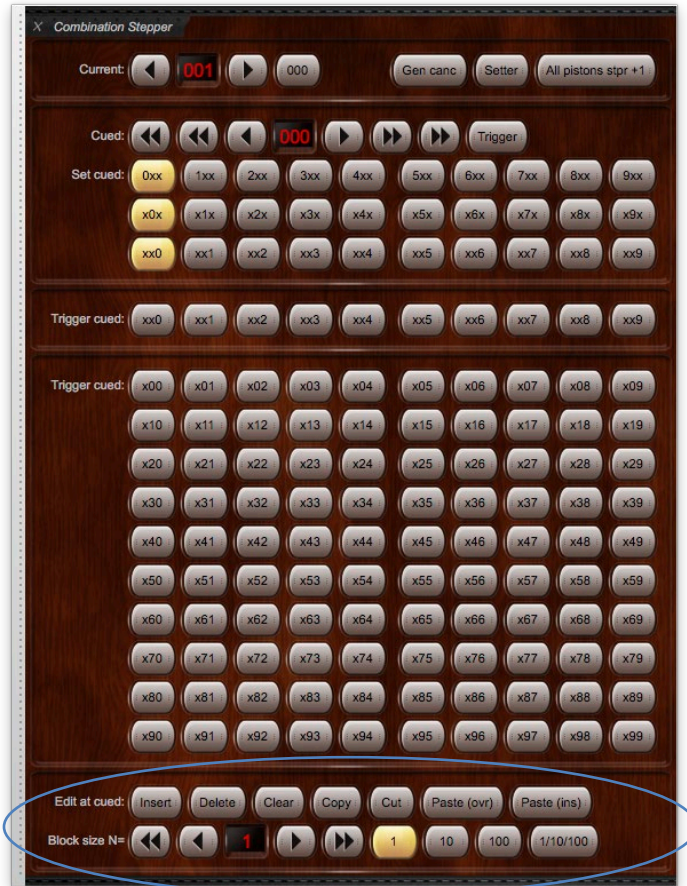 X Combination Stepper
Current: 001 000 Gen canc Setter All pistons stpr +1
Cued: 000 Trigger
Set cued: 0xx 1xx 2xx 3xx 4xx 5xx 6xx 7xx 8xx 9xx
x0x x1x x2x x3x x4x x5x x6x x7x x8x x9x
xx0 xx1 xx2 xx3 xx4 xx5 xx6 xx7 xx8 xx9
Trigger cued: xx0 xx1 xx2 xx3 xx4 xx5 xx6 xx7 xx8 xx9
Trigger cued: x00 x01 x02 x03 x04 x05 x06 x07 x08 x09
x10 x11 x12 x13 x14 x15 x16 x17 x18 x19
x20 x21 x22 x23 x24 x25 x26 x27 x28 x29
x30 x31 x32 x33 x34 x35 x36 x37 x38 x39
x40 x41 x42 x43 x44 x45 x46 x47 x48 x49
x50 x51 x52 x53 x54 x55 x56 x57 x58 x59
x60 x61 x62 x63 x64 x65 x66 x67 x68 x69
x70 x71 x72 x73 x74 x75 x76 x77 x78 x79
x80 x81 x82 x83 x84 x85 x86 x87 x88 x89
x90 x91 x92 x93 x94 x95 x96 x97 x98 x99
Edit at cued: Insert Delete Clear Copy Cut Paste (ovr) Paste (ins)
Block size N= 1 1 10 100 1/10/100